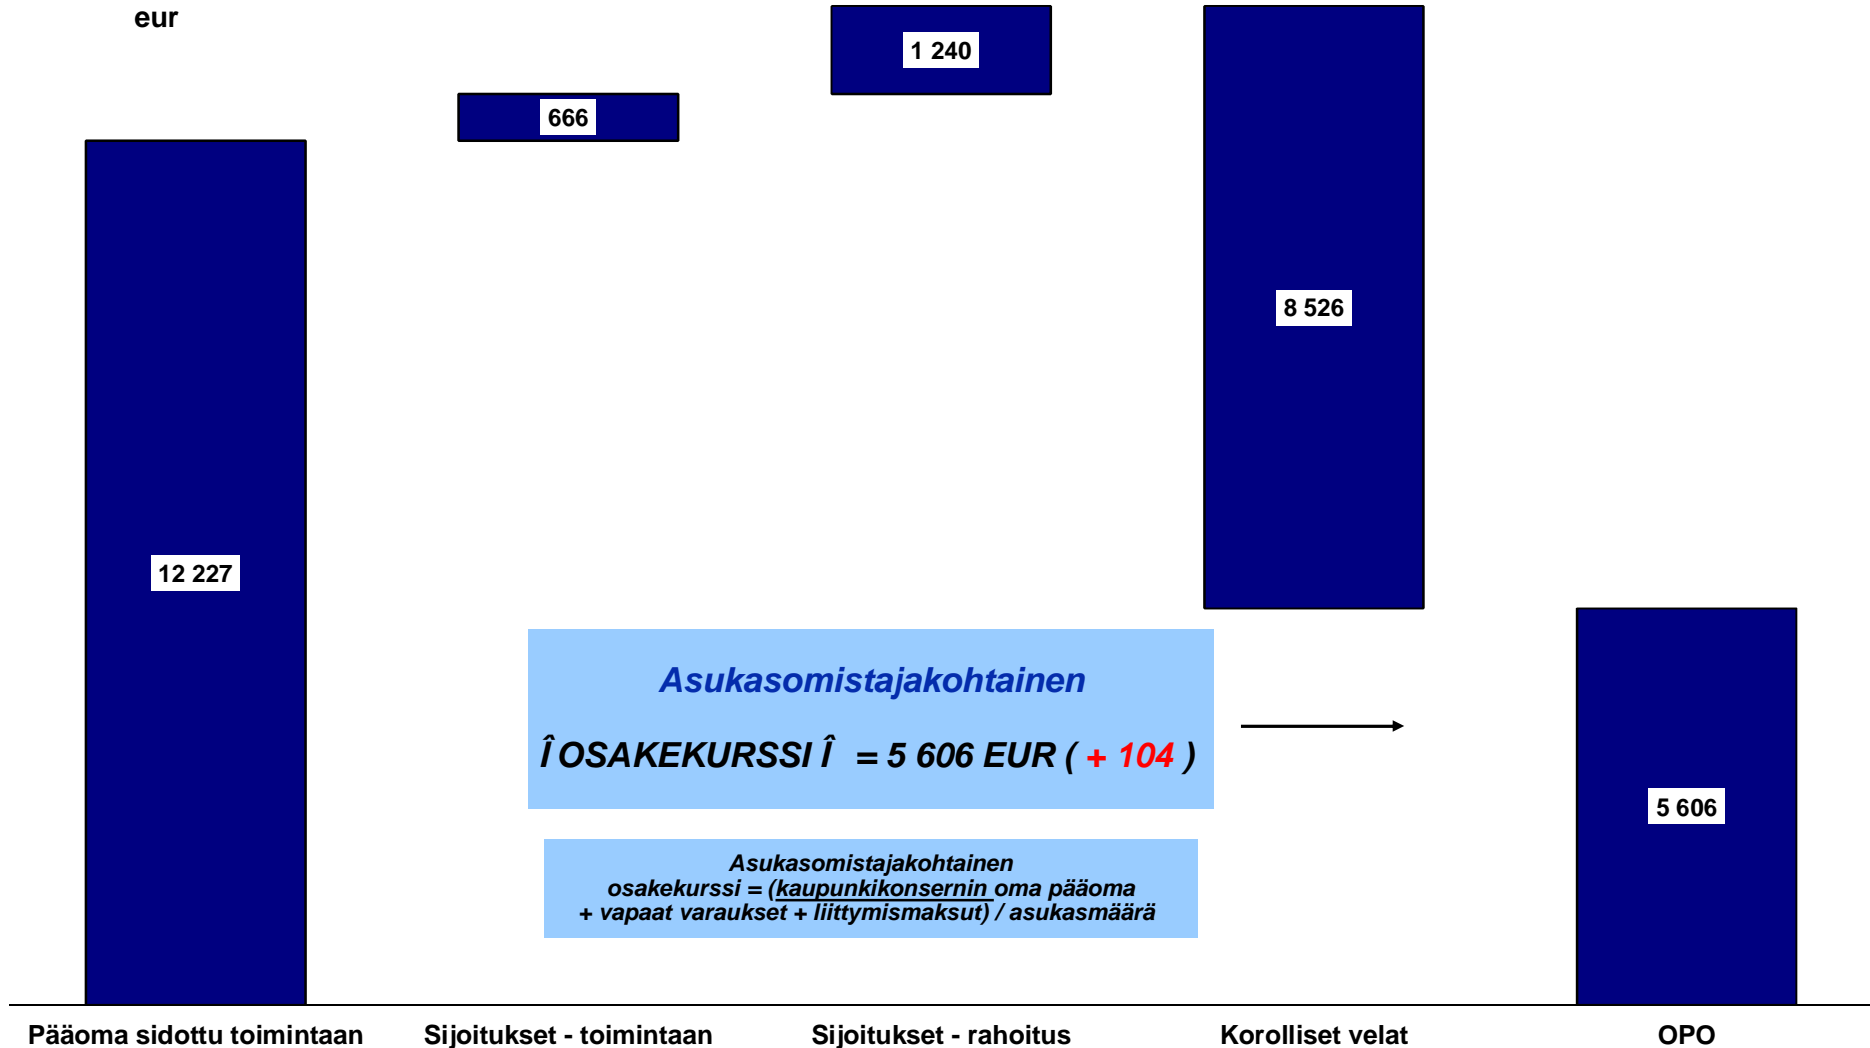 eur
1 240
666
8 526
12 227
Asukasomistajakohtainen
Î OSAKEKURSSI Î = 5 606 EUR ( + 104 )
5 606
Asukasomistajakohtainen
osakekurssi = (kaupunkikonsernin oma pääoma
+ vapaat varaukset + liittymismaksut) / asukasmäärä
Pääoma sidottu toimintaan
Sijoitukset - toimintaan
Sijoitukset - rahoitus
Korolliset velat
OPO